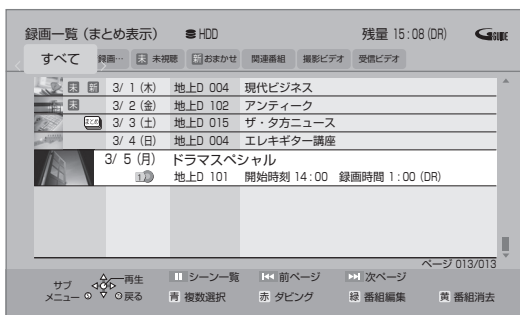 録画一覧（まとめ表示） HDD 残量 15:08 (DR) GGUIDE
すべて 録画… 未 未視聴 新 おまかせ 関連番組 撮影ビデオ 受信ビデオ
未 新 3/ 1 (木) 地上D 004 現代ビジネス
未 3/ 2 (金) 地上D 102 アンティーク
まとめ 3/ 3 (土) 地上D 015 ザ・夕方ニュース
3/ 4 (日) 地上D 004 エレキギター講座
3/ 5 (月) ドラマスペシャル
1 地上D 101 開始時刻 14:00 録画時間 1:00 (DR)
ページ 013/013
サブメニュー 再生 戻る シーン一覧 前ページ 次ページ
青 複数選択 赤 ダビング 緑 番組編集 黄 番組消去